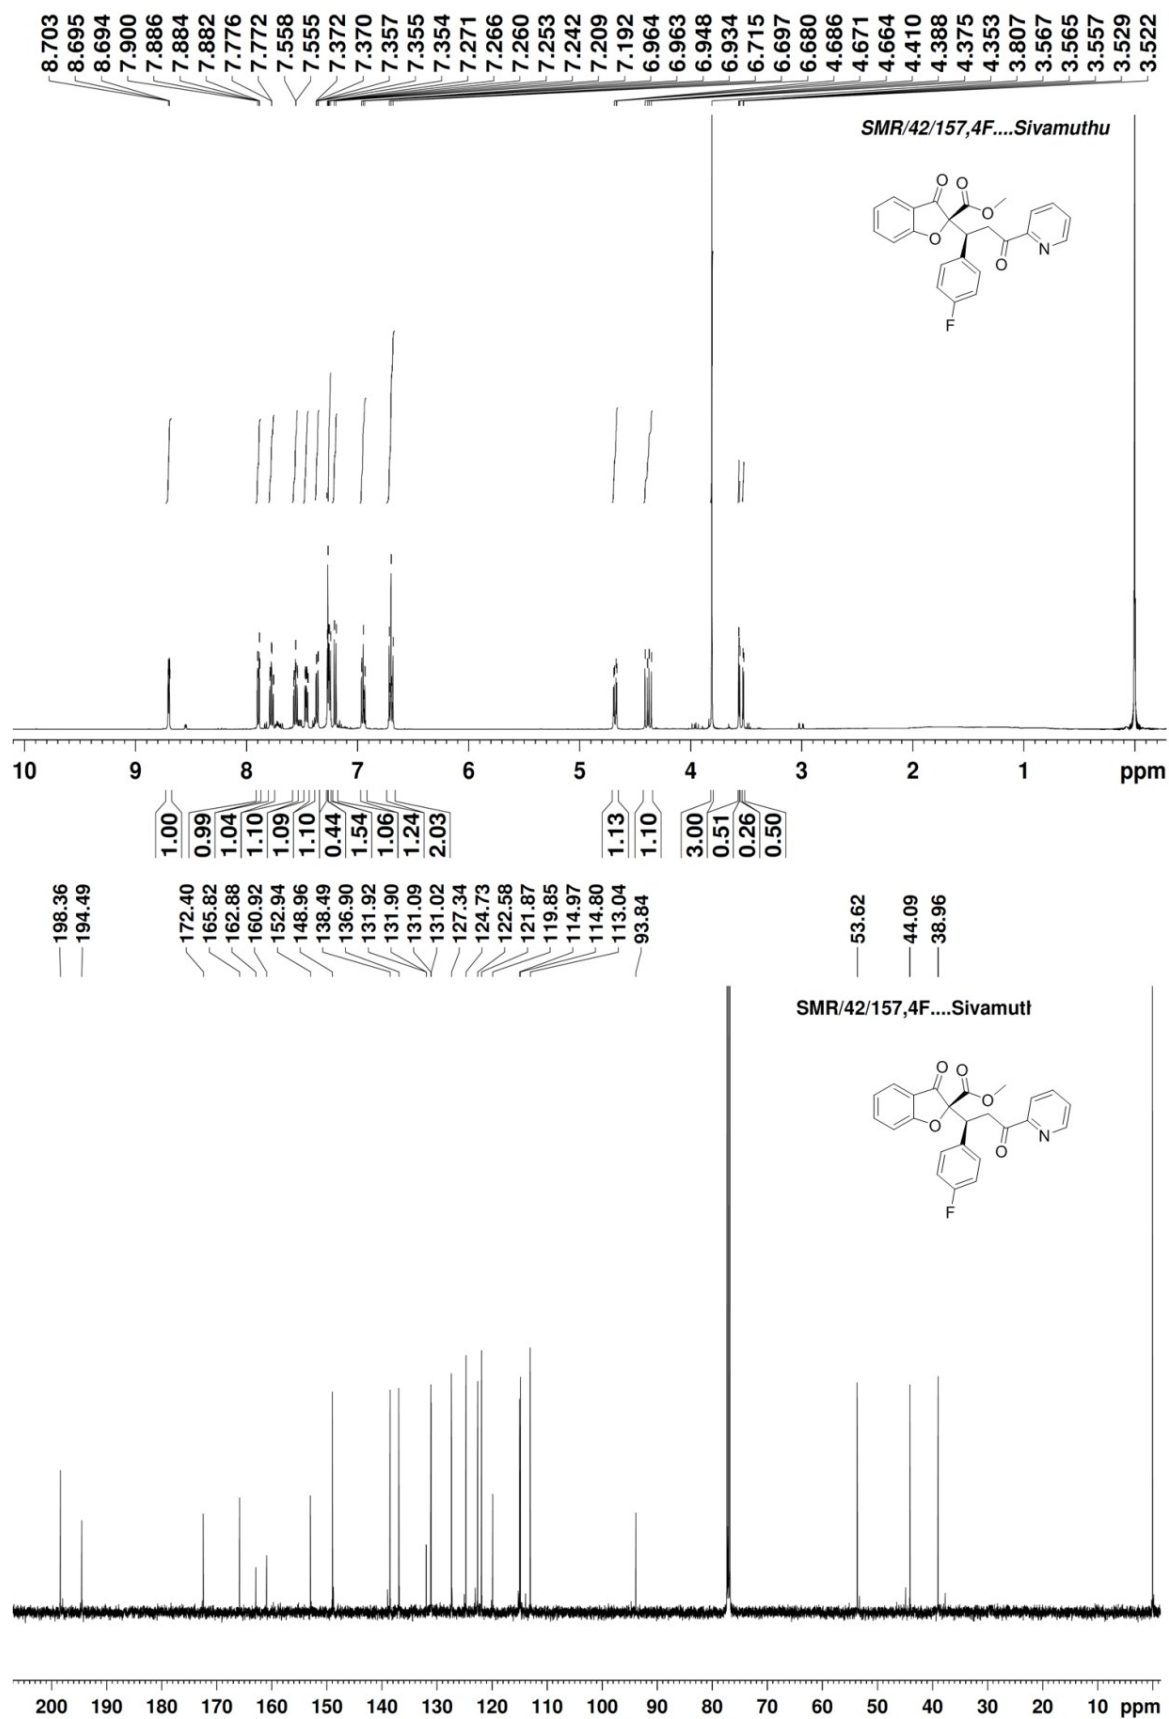 8.703 8.695 8.694 7.900 7.886 7.884 7.882 7.776 7.772 7.558 7.555 7.372 7.370 7.357 7.355 7.354 7.271 7.266 7.260 7.253 7.242 7.209 7.192 6.964 6.963 6.948 6.934 6.715 6.697 6.680 4.686 4.671 4.664 4.410 4.388 4.375 4.353 3.807 3.567 3.565 3.557 3.529 3.522
SMR/42/157,4F....Sivamuthu
O O
O
O
N
O
F
10 9 8 7 6 5 4 3 2 1 ppm
1.00 0.99 1.04 1.10 1.09 1.10 0.44 1.54 1.06 1.24 2.03 1.13 1.10 3.00 0.51 0.26 0.50
198.36 194.49 172.40 165.82 162.88 160.92 152.94 148.96 138.49 136.90 131.92 131.90 131.09 131.02 127.34 124.73 122.58 121.87 119.85 114.97 114.80 113.04 93.84 53.62 44.09 38.96
SMR/42/157,4F....Sivamutl
O O
O
O
N
O
F
200 190 180 170 160 150 140 130 120 110 100 90 80 70 60 50 40 30 20 10 ppm